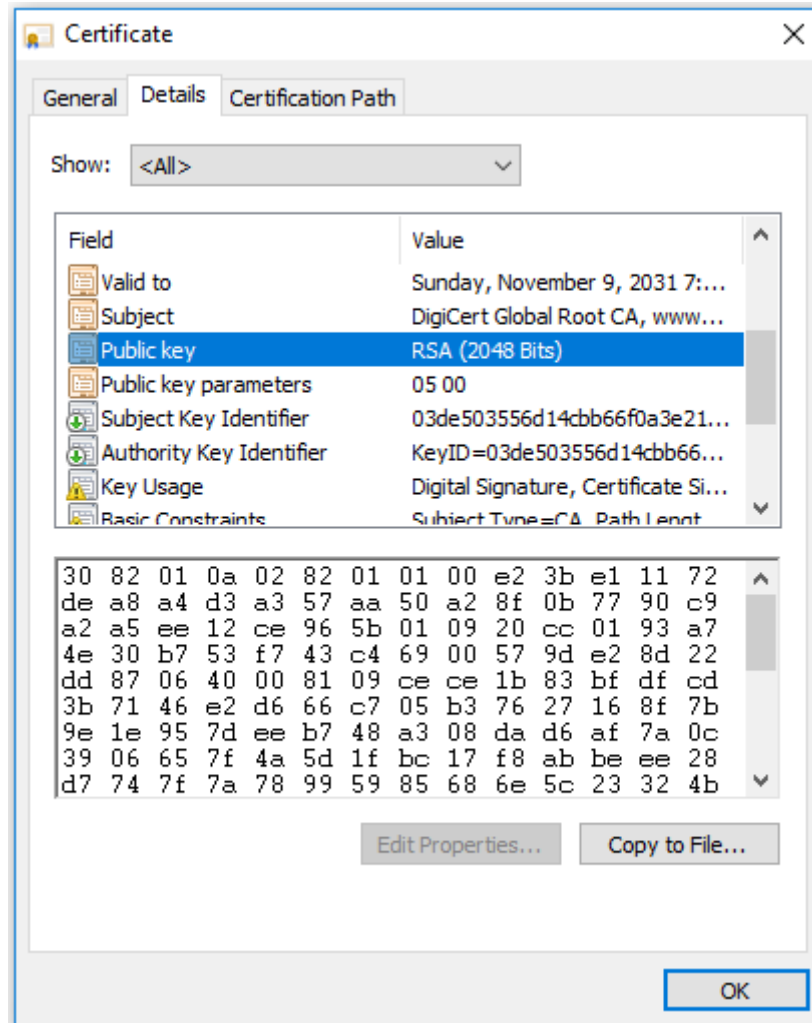 Certificate
General Details Certification Path
Show: <All>
Field Value
Valid to Sunday, November 9, 2031 7:...
Subject DigiCert Global Root CA, www...
Public key RSA (2048 Bits)
Public key parameters 05 00
Subject Key Identifier 03de503556d14cbb66f0a3e21...
Authority Key Identifier KeyID=03de503556d14cbb66...
Key Usage Digital Signature, Certificate Si...
Basic Constraints Subject Type=CA, Path Lengt
30 82 01 0a 02 82 01 01 00 e2 3b e1 11 72
de a8 a4 d3 a3 57 aa 50 a2 8f 0b 77 90 c9
a2 a5 ee 12 ce 96 5b 01 09 20 cc 01 93 a7
4e 30 b7 53 f7 43 c4 69 00 57 9d e2 8d 22
dd 87 06 40 00 81 09 ce ce 1b 83 bf df cd
3b 71 46 e2 d6 66 c7 05 b3 76 27 16 8f 7b
9e 1e 95 7d ee b7 48 a3 08 da d6 af 7a 0c
39 06 65 7f 4a 5d 1f bc 17 f8 ab be ee 28
d7 74 7f 7a 78 99 59 85 68 6e 5c 23 32 4b
Edit Properties... Copy to File...
OK